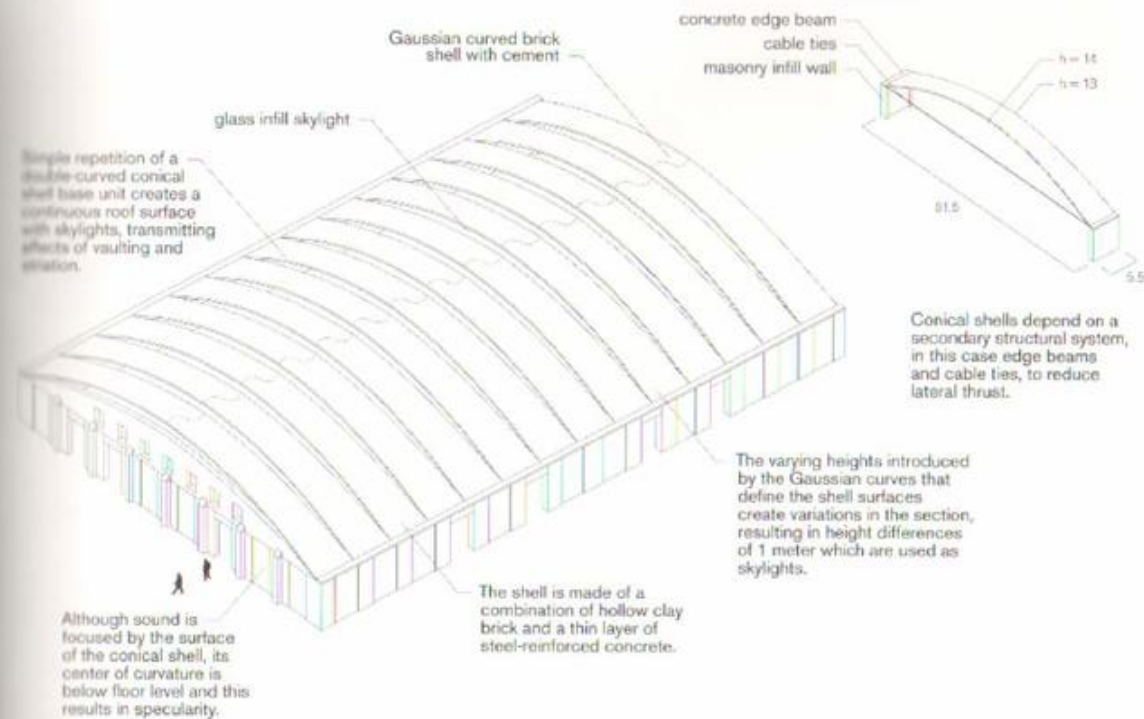 concrete edge beam
cable ties
masonry infill wall
h = 14
h = 13
5.5
Gaussian curved brick
shell with cement
glass infill skylight
Simple repetition of a
double-curved conical
shell base unit creates a
continuous roof surface
with skylights, transmitting
effects of vaulting and
striation.
Conical shells depend on a
secondary structural system,
in this case edge beams
and cable ties, to reduce
lateral thrust.
The varying heights introduced
by the Gaussian curves that
define the shell surfaces
create variations in the section,
resulting in height differences
of 1 meter which are used as
skylights.
The shell is made of a
combination of hollow clay
brick and a thin layer of
steel-reinforced concrete.
Although sound is
focused by the surface
of the conical shell, its
center of curvature is
below floor level and this
results in specularity.